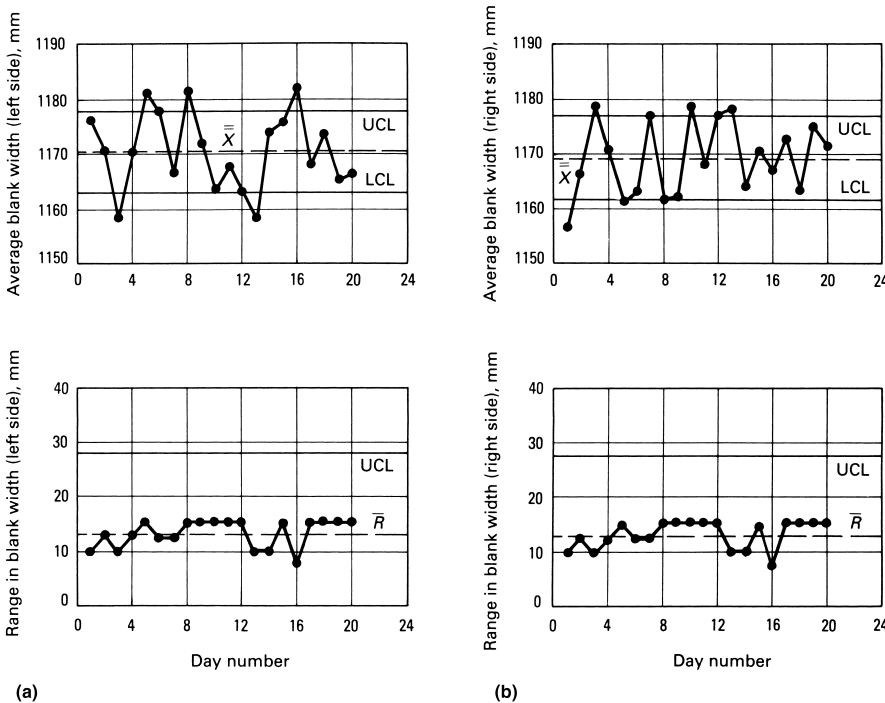 Average blank width (left side), mm
1190
1180
1170
1160
1150
UCL
X
LCL
0 4 8 12 16 20 24
Average blank width (right side), mm
1190
1180
1170
1160
1150
UCL
X
LCL
0 4 8 12 16 20 24
Range in blank width (left side), mm
40
30
20
10
0
UCL
R
0 4 8 12 16 20 24
Day number
(a)
Range in blank width (right side), mm
40
30
20
10
0
UCL
R
0 4 8 12 16 20 24
Day number
(b)